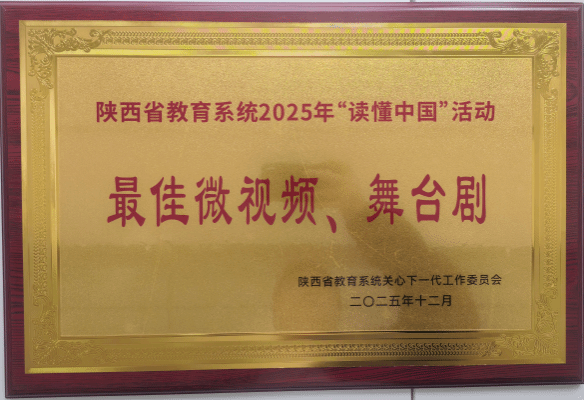 陕西省教育系统2025年“读懂中国”活动
最佳微视频、舞台剧
陕西省教育系统关心下一代工作委员会
二〇二五年十二月